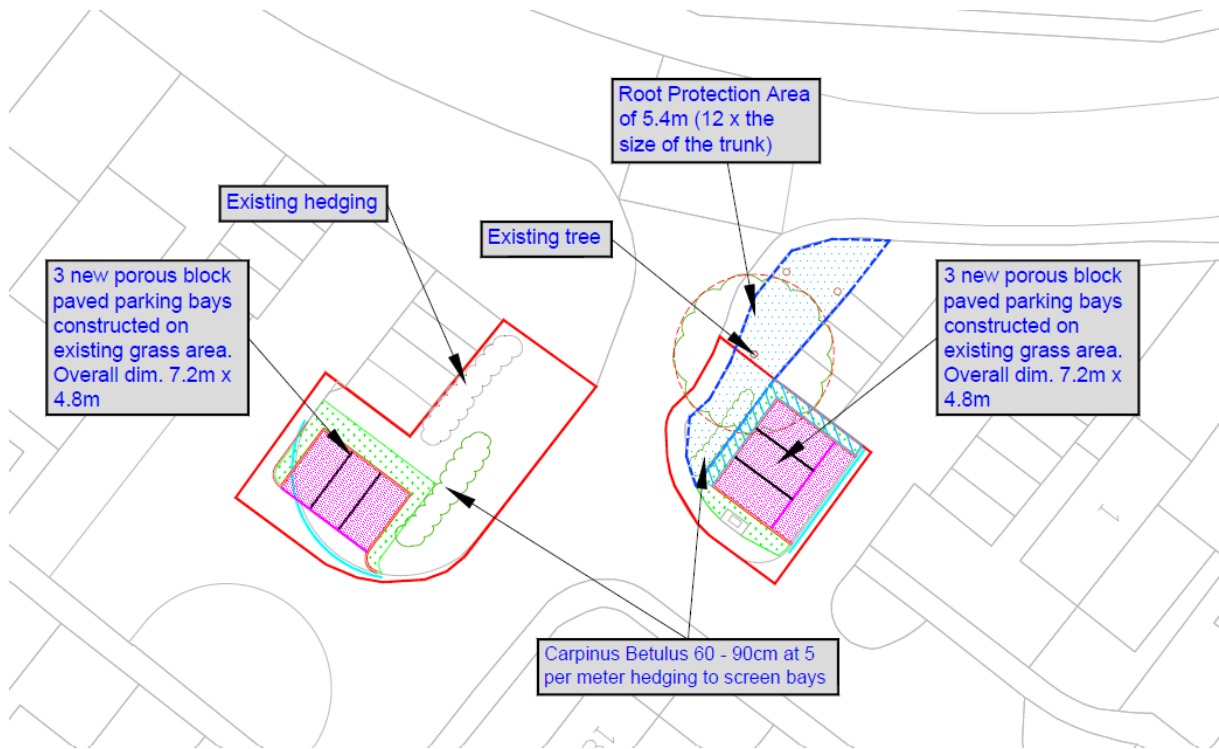 Root Protection Area
of 5.4m (12 x the
size of the trunk)
Existing hedging
Existing tree
3 new porous block
paved parking bays
constructed on
existing grass area.
Overall dim. 7.2m x
4.8m
3 new porous block
paved parking bays
constructed on
existing grass area.
Overall dim. 7.2m x
4.8m
1
Carpinus Betulus 60 - 90cm at 5
per meter hedging to screen bays